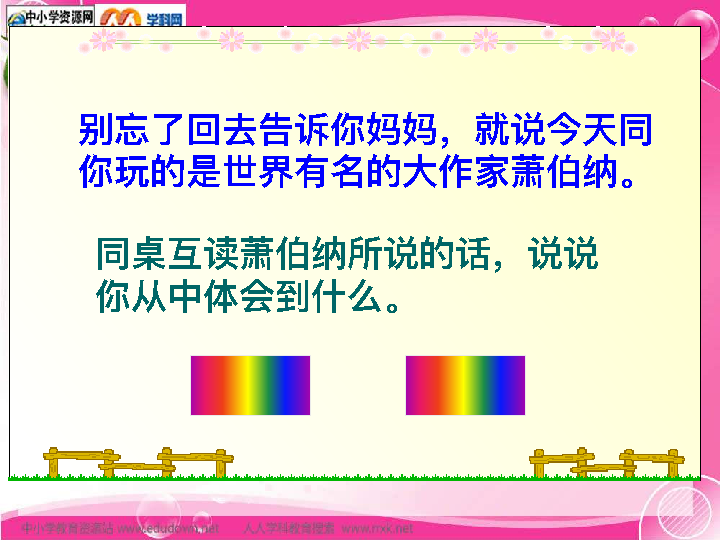 中小学资源网 学科网
别忘了回去告诉你妈妈，就说今天同
你玩的是世界有名的大作家萧伯纳。
同桌互读萧伯纳所说的话，说说
你从中体会到什么。
中小学教育资源站 www.edudown.net 人人学科教育搜索 www.rrxk.net